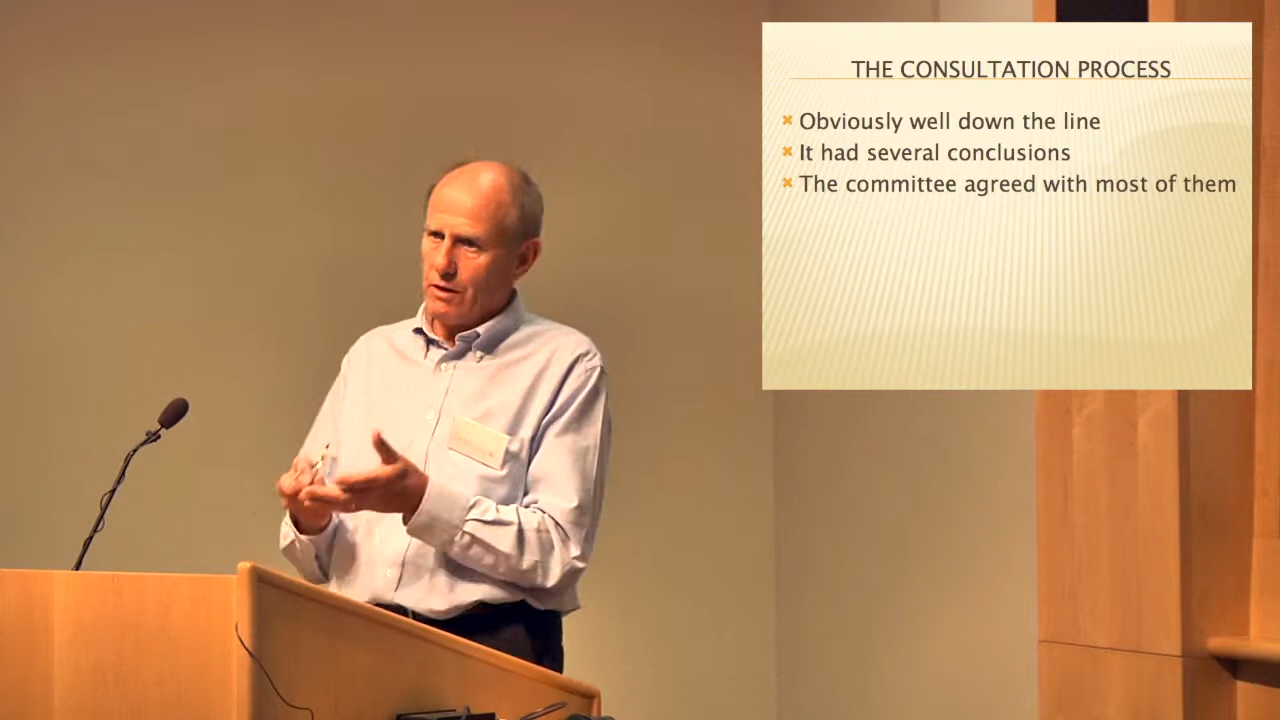 THE CONSULTATION PROCESS
Obviously well down the line
It had several conclusions
The committee agreed with most of them